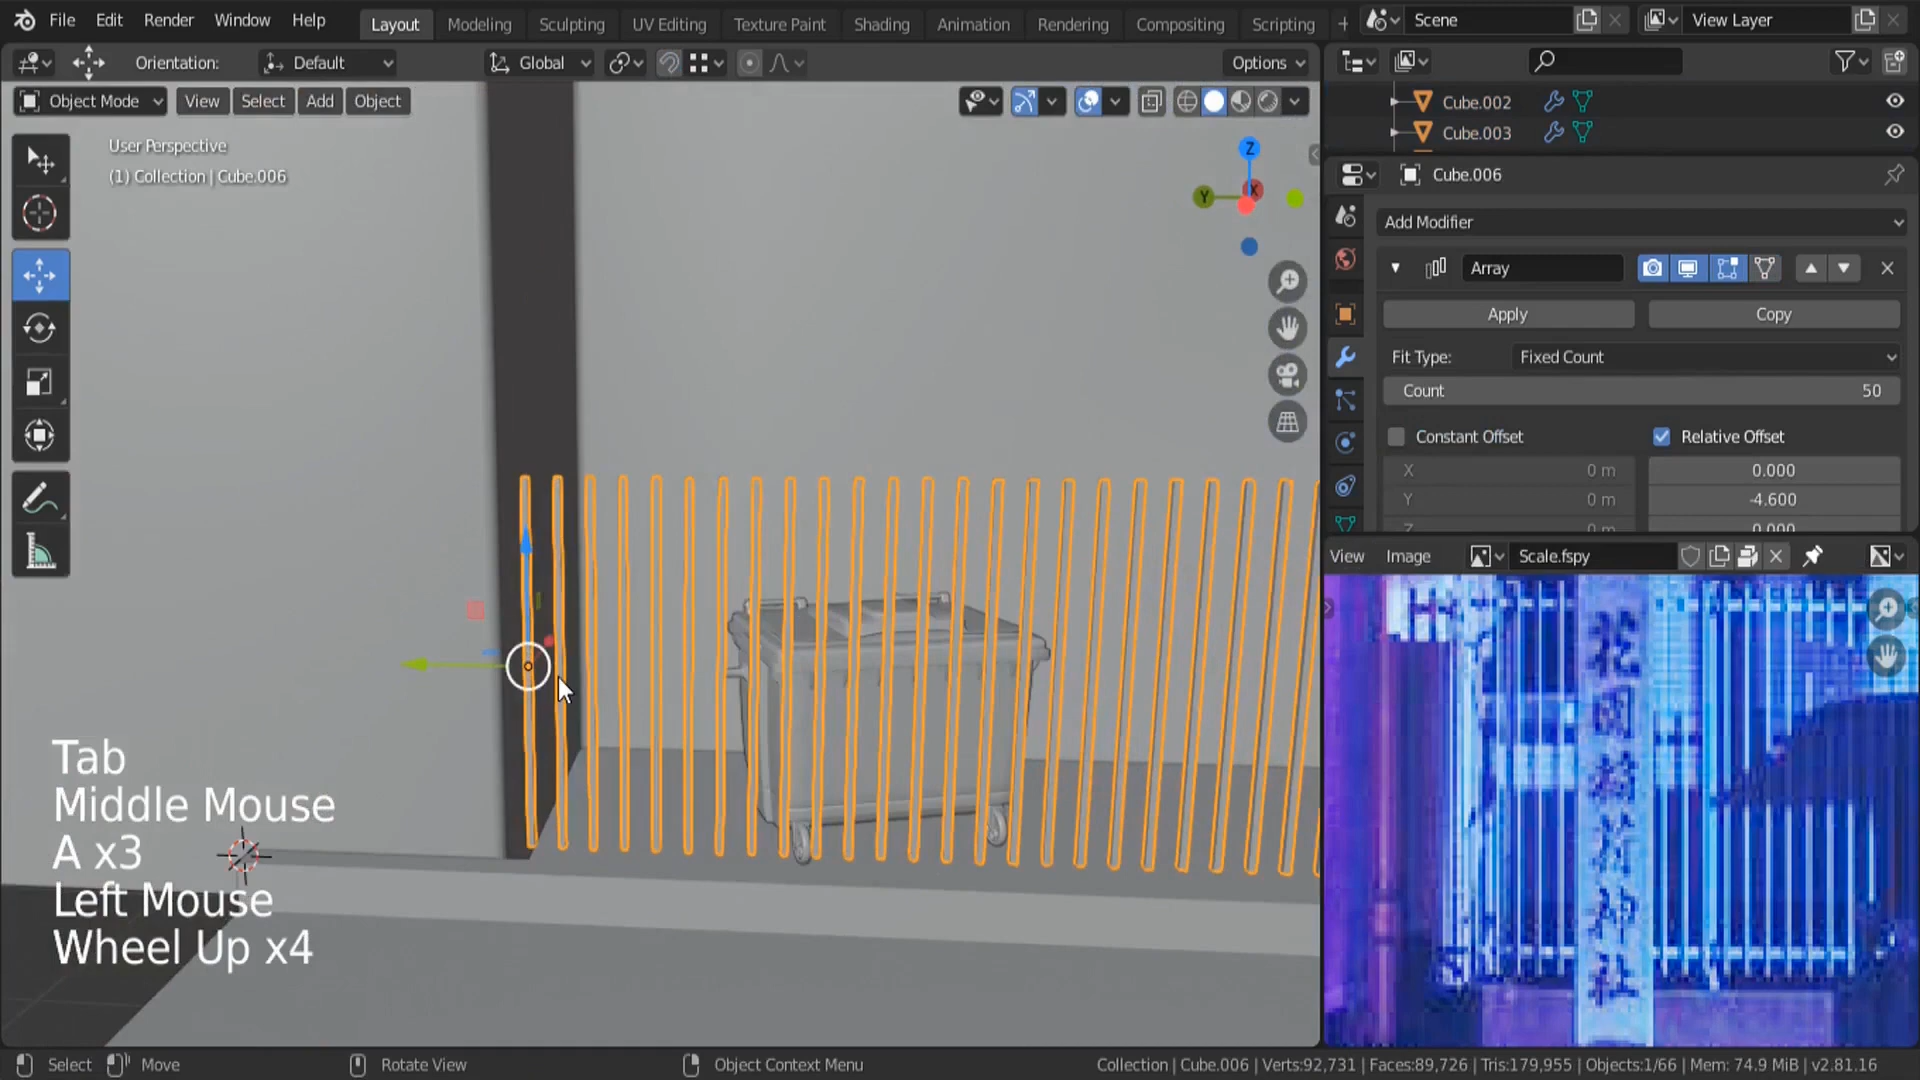 File Edit Render Window Help
Layout Modeling Sculpting UV Editing Texture Paint Shading Animation Rendering Compositing Scripting +
Scene
View Layer
Orientation: Default
Global
Options
Object Mode View Select Add Object
User Perspective
(1) Collection | Cube.006
Z
Y
X
Cube.002
Cube.003
Cube.006
Add Modifier
Array
Apply
Copy
Fit Type: Fixed Count
Count 50
Constant Offset
Relative Offset
X 0 m 0.000
Y 0 m -4.600
Z 0 m 0.000
View Image Scale.fspy
Tab
Middle Mouse
A x3
Left Mouse
Wheel Up x4
Select Move Rotate View Object Context Menu
Collection | Cube.006 | Verts:92,731 | Faces:89,726 | Tris:179,955 | Objects:1/66 | Mem: 74.9 MiB | v2.81.16